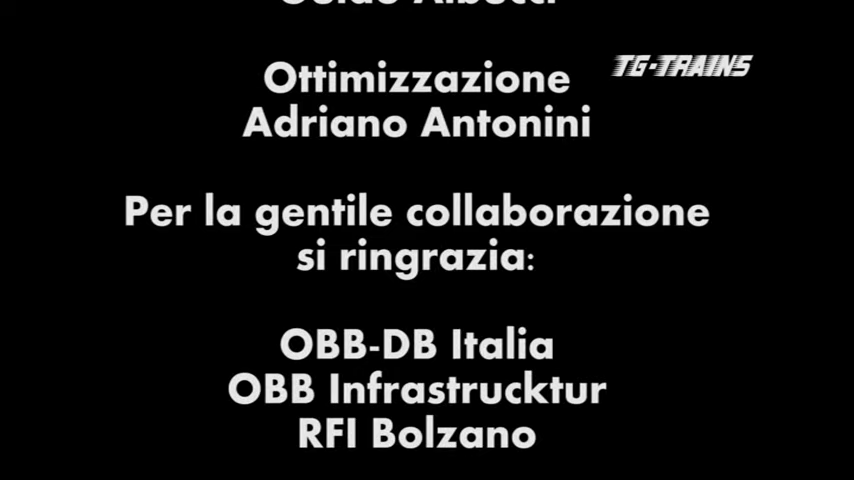 Ottimizzazione
TG-TRAINS
Adriano Antonini
Per la gentile collaborazione
si ringrazia:
OBB-DB Italia
OBB Infrastrucktur
RFI Bolzano